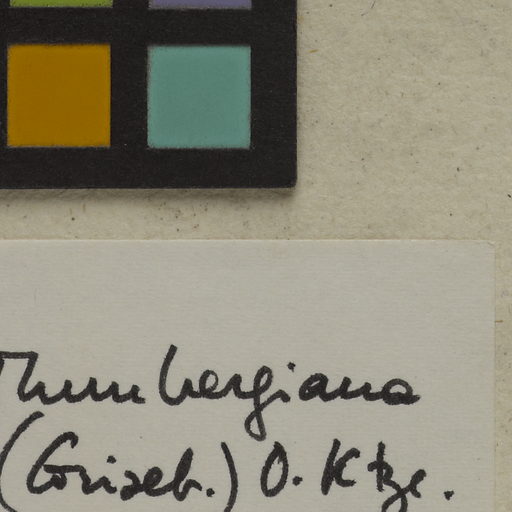 Thunbergiana
(Griseb.) O. Ktze.